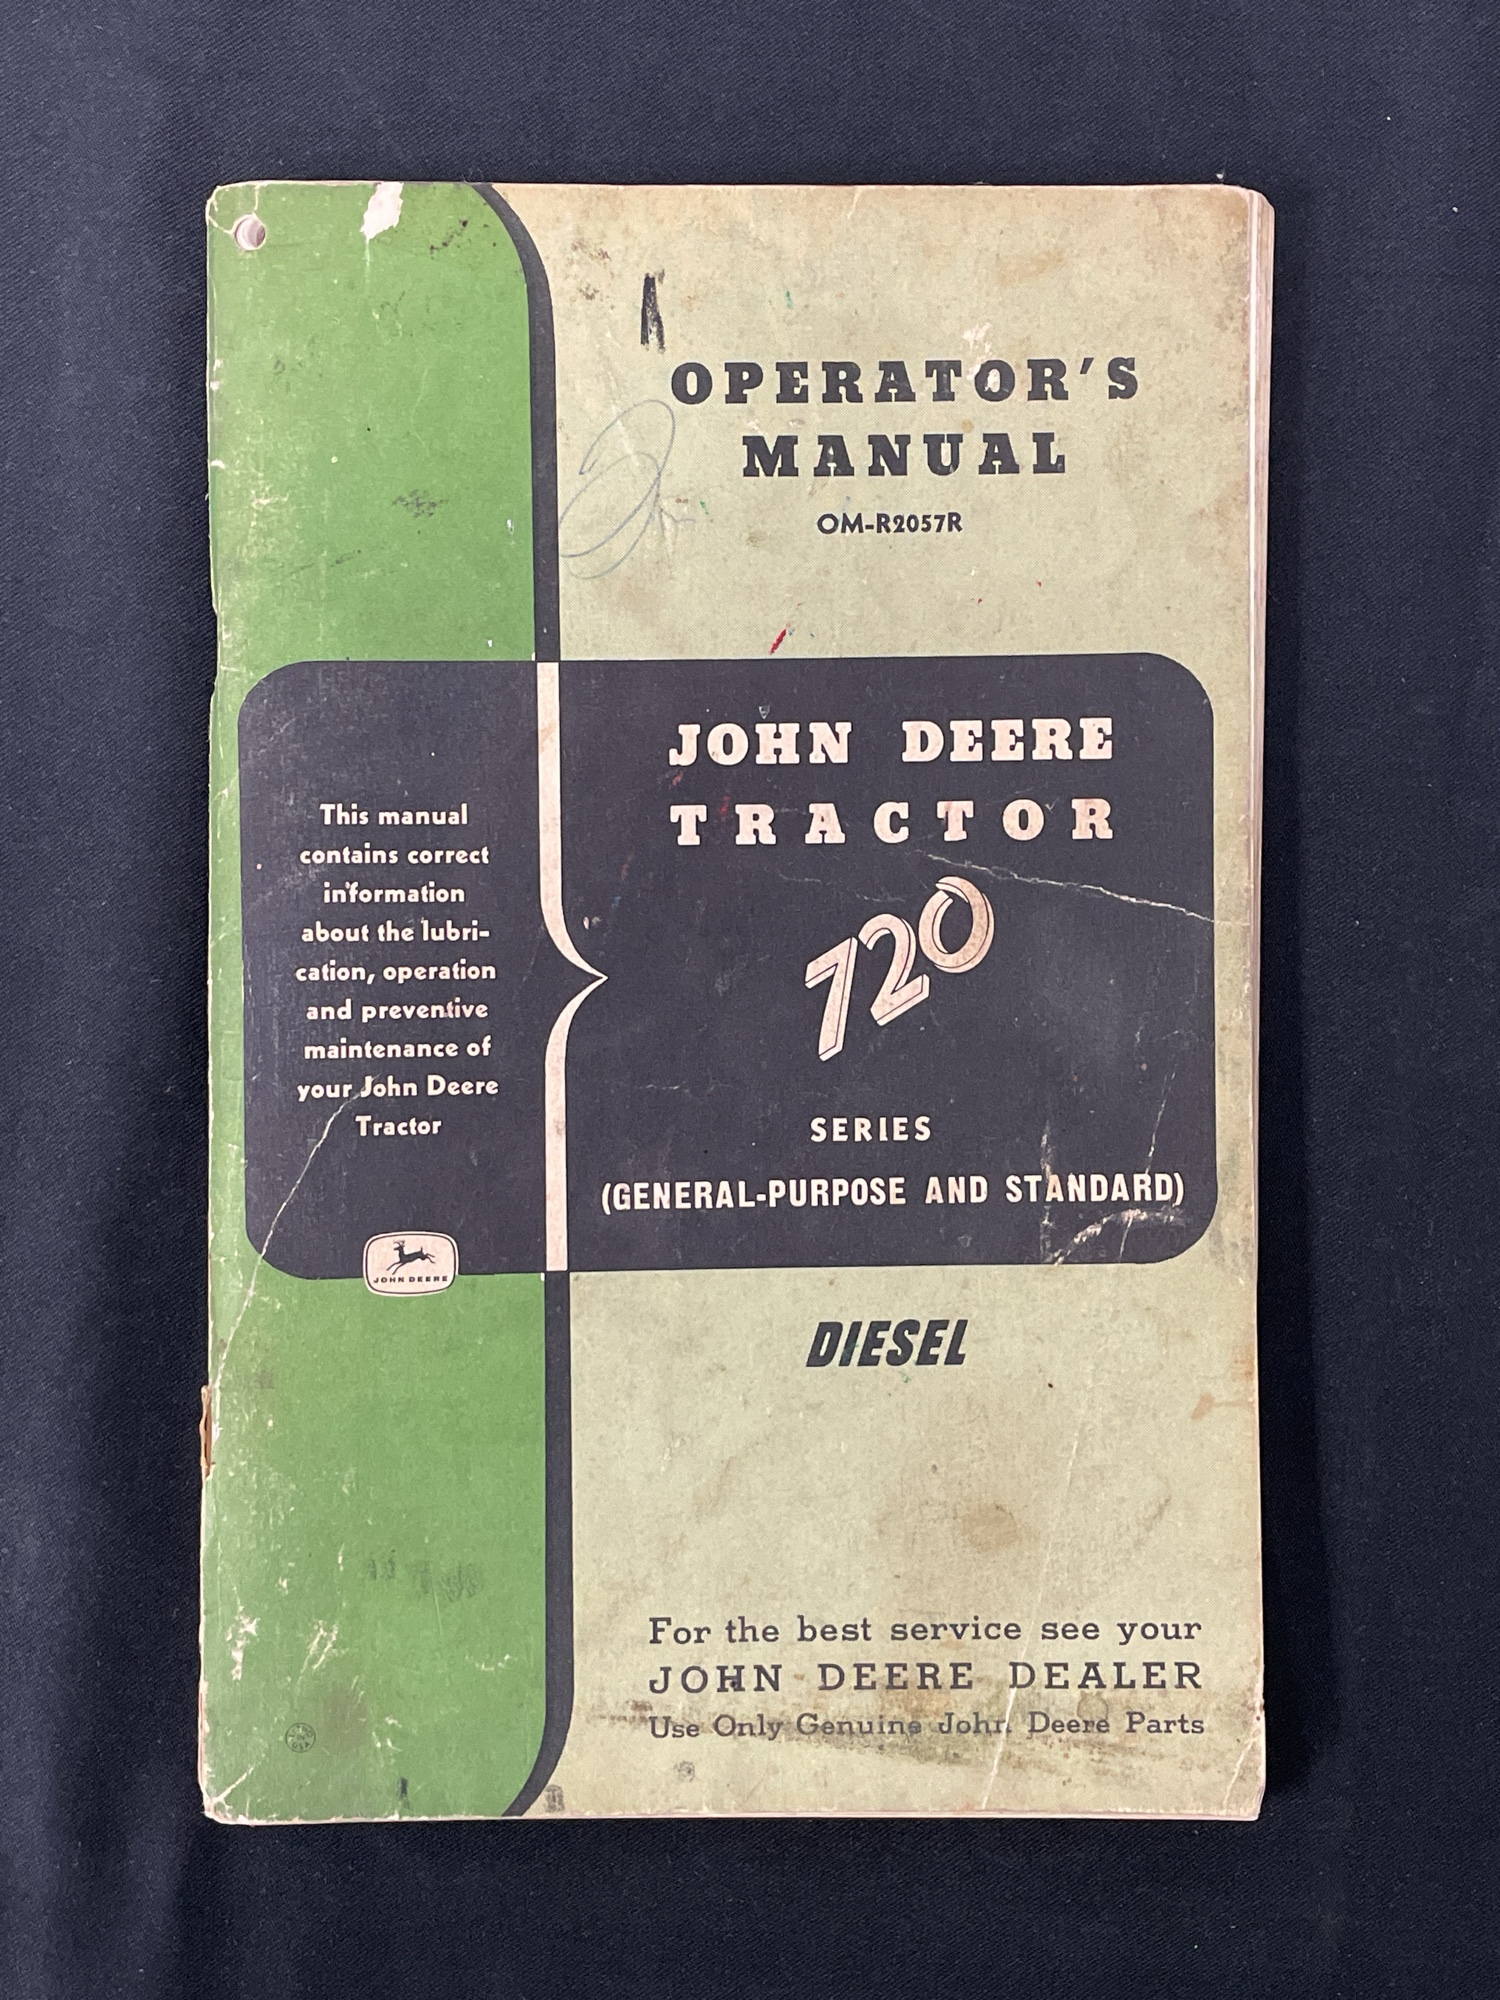 OPERATOR'S
MANUAL
OM-R2057R
This manual
contains correct
information
about the lubri-
cation, operation
and preventive
maintenance of
your John Deere
Tractor
JOHN DEERE
JOHN DEERE
TRACTOR
720
SERIES
(GENERAL-PURPOSE AND STANDARD)
DIESEL
For the best service see your
JOHN DEERE DEALER
Use Only Genuine John Deere Parts